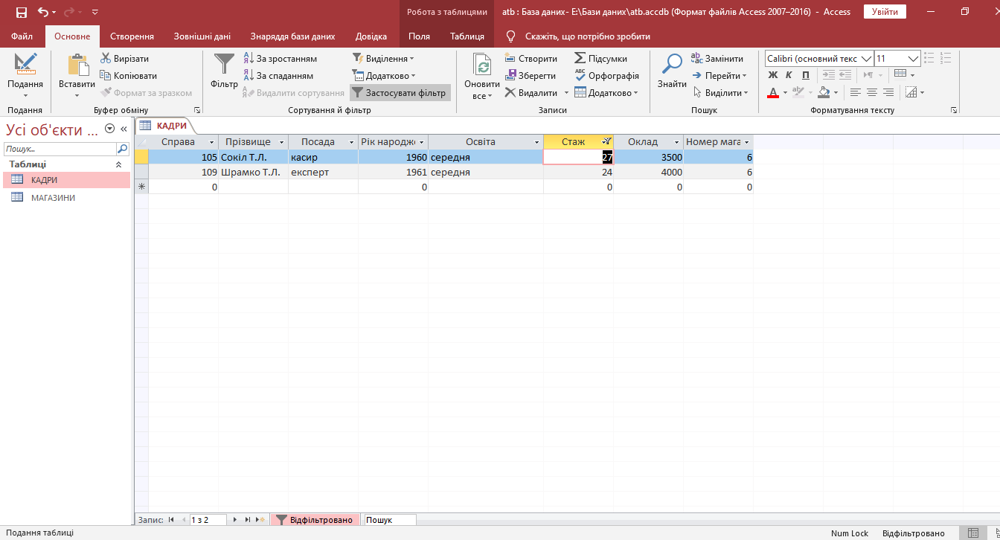 Робота з таблицями atb : База даних- E:\Бази даних\atb.accdb (Формат файлів Access 2007–2016) - Access Увійти
Файл Основне Створення Зовнішні дані Знаряддя бази даних Довідка Поля Таблиця Скажіть, що потрібно зробити
Подання
Подання
Вставити
Вирізати
Копіювати
Формат за зразком
Буфер обміну
Фільтр
За зростанням
За спаданням
Видалити сортування
Виділення
Додатково
Застосувати фільтр
Сортування й фільтр
Оновити
все
Створити
Зберегти
Видалити
Підсумки
Орфографія
Додатково
Записи
Знайти
Замінити
Перейти
Виділити
Пошук
Calibri (основний текс 11
Ж К П
Форматування тексту
Усі об'єкти ...
Пошук...
Таблиці
КАДРИ
МАГАЗИНИ
КАДРИ
Справа Прізвище Посада Рік народже Освіта Стаж Оклад Номер мага
105 Сокіл Т.Л. касир 1960 середня 27 3500 6
109 Шрамко Т.Л. експерт 1961 середня 24 4000 6
0 0 0 0 0
Запис: 1 з 2 Відфільтровано Пошук
Подання таблиці Num Lock Відфільтровано